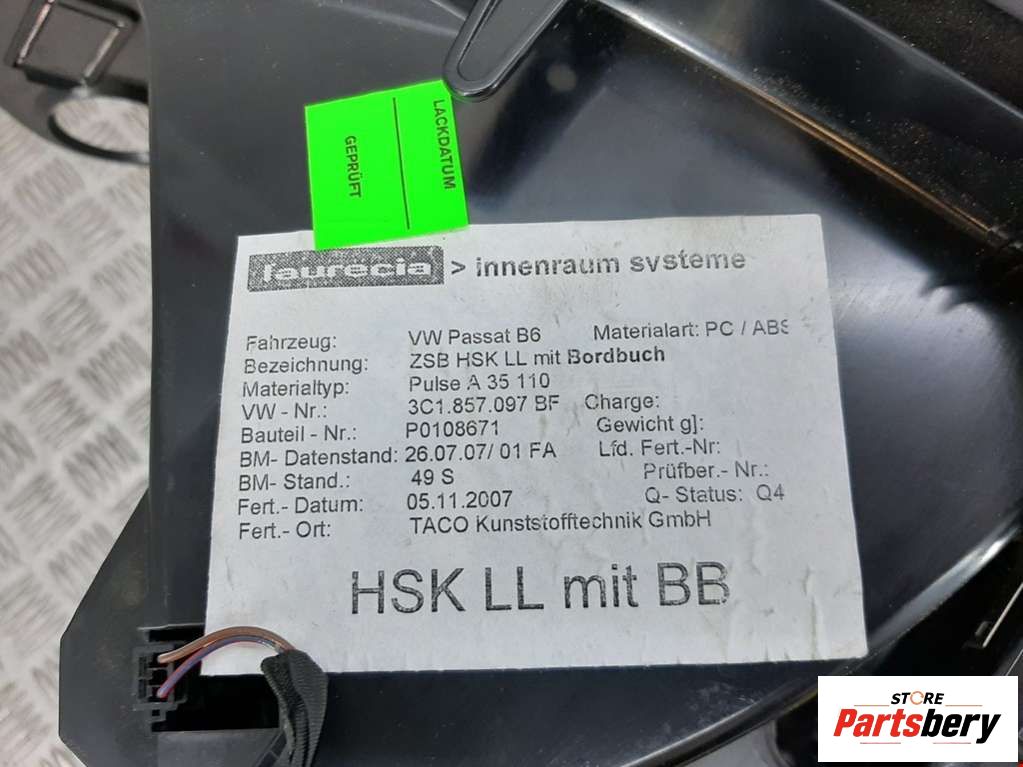 LACKDATUM
GEPRÜFT
faurecia > innenraum systeme
Fahrzeug: VW Passat B6 Materialart: PC / ABS
Bezeichnung: ZSB HSK LL mit Bordbuch
Materialtyp: Pulse A 35 110
VW - Nr.: 3C1.857.097 BF Charge:
Bauteil - Nr.: P0108671 Gewicht g]:
BM- Datenstand: 26.07.07/ 01 FA Lfd. Fert.-Nr:
BM- Stand.: 49 S Prüfber.- Nr.:
Fert.- Datum: 05.11.2007 Q- Status: Q4
Fert.- Ort: TACO Kunststofftechnik GmbH
HSK LL mit BB
STORE
Partsbery